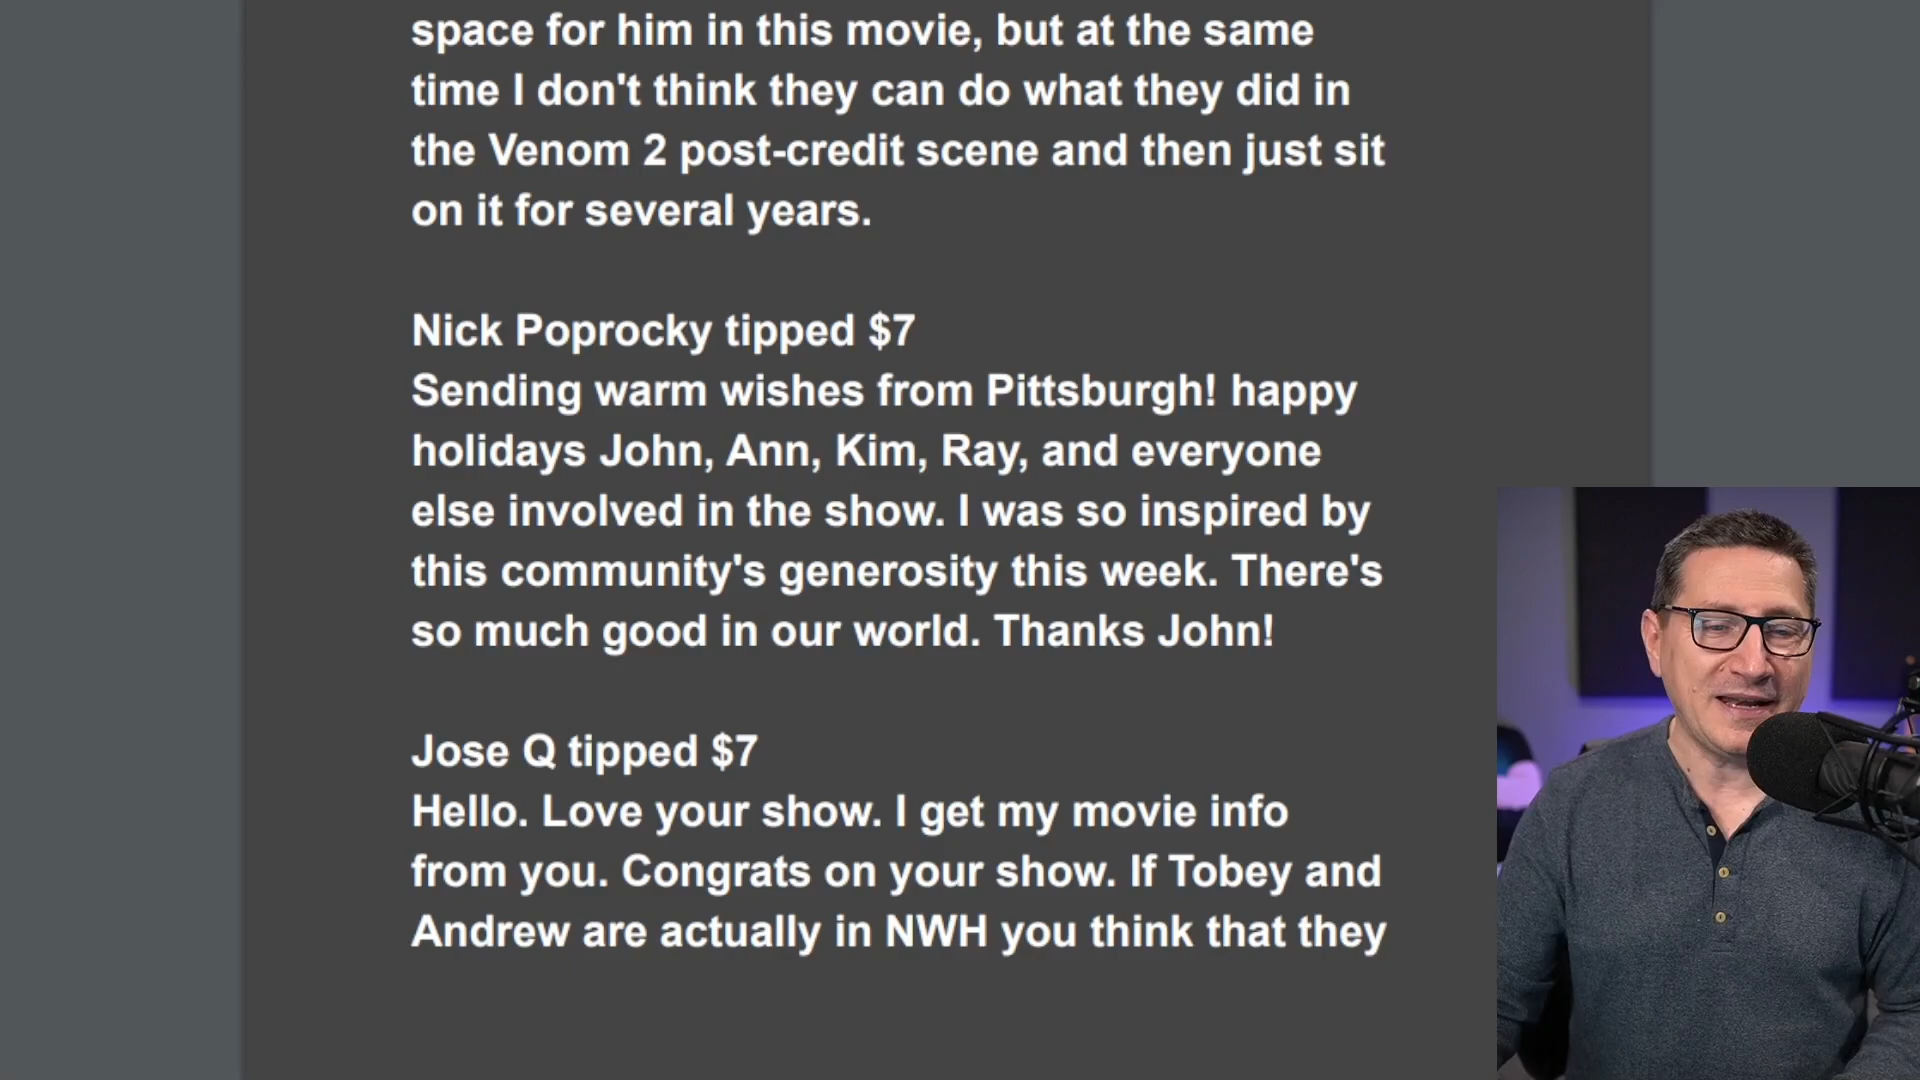 space for him in this movie, but at the same
time I don't think they can do what they did in
the Venom 2 post-credit scene and then just sit
on it for several years.
Nick Poprocky tipped $7
Sending warm wishes from Pittsburgh! happy
holidays John, Ann, Kim, Ray, and everyone
else involved in the show. I was so inspired by
this community's generosity this week. There's
so much good in our world. Thanks John!
Jose Q tipped $7
Hello. Love your show. I get my movie info
from you. Congrats on your show. If Tobey and
Andrew are actually in NWH you think that they